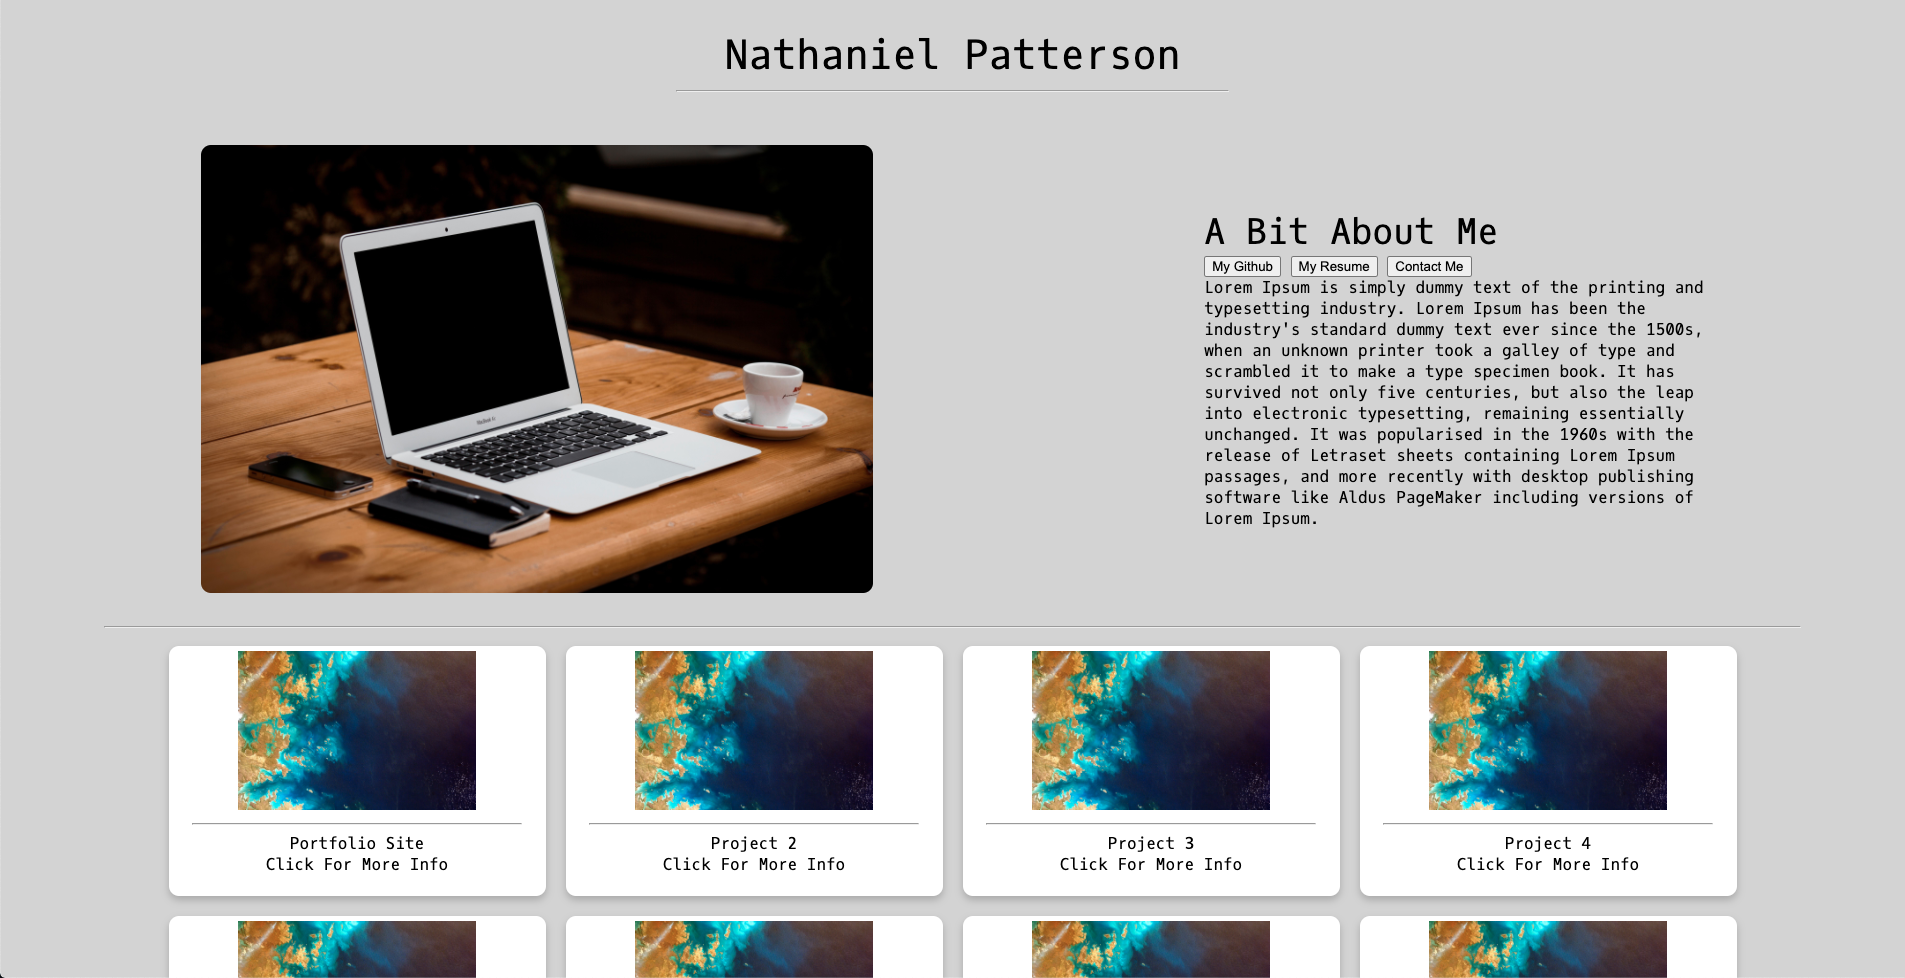 Nathaniel Patterson
A Bit About Me
My Github My Resume Contact Me
Lorem Ipsum is simply dummy text of the printing and
typesetting industry. Lorem Ipsum has been the
industry's standard dummy text ever since the 1500s,
when an unknown printer took a galley of type and
scrambled it to make a type specimen book. It has
survived not only five centuries, but also the leap
into electronic typesetting, remaining essentially
unchanged. It was popularised in the 1960s with the
release of Letraset sheets containing Lorem Ipsum
passages, and more recently with desktop publishing
software like Aldus PageMaker including versions of
Lorem Ipsum.
Portfolio Site
Click For More Info
Project 2
Click For More Info
Project 3
Click For More Info
Project 4
Click For More Info